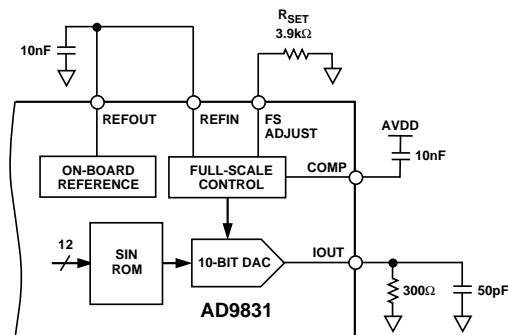 RSET
3.9kΩ
10nF
REFOUT
REFIN
FS
ADJUST
AVDD
10nF
ON-BOARD
REFERENCE
FULL-SCALE
CONTROL
COMP
12
SIN
ROM
10-BIT DAC
IOUT
AD9831
300Ω
50pF